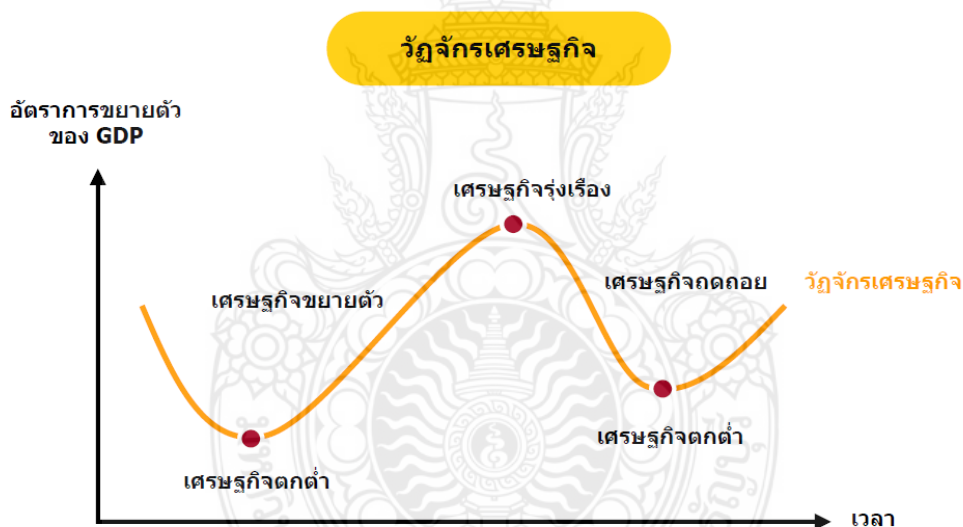 วัฏจักรเศรษฐกิจ
อัตราการขยายตัว
ของ GDP
เศรษฐกิจรุ่งเรือง
เศรษฐกิจขยายตัว
เศรษฐกิจถดถอย
วัฏจักรเศรษฐกิจ
เศรษฐกิจตกต่ำ
เศรษฐกิจตกต่ำ
เวลา